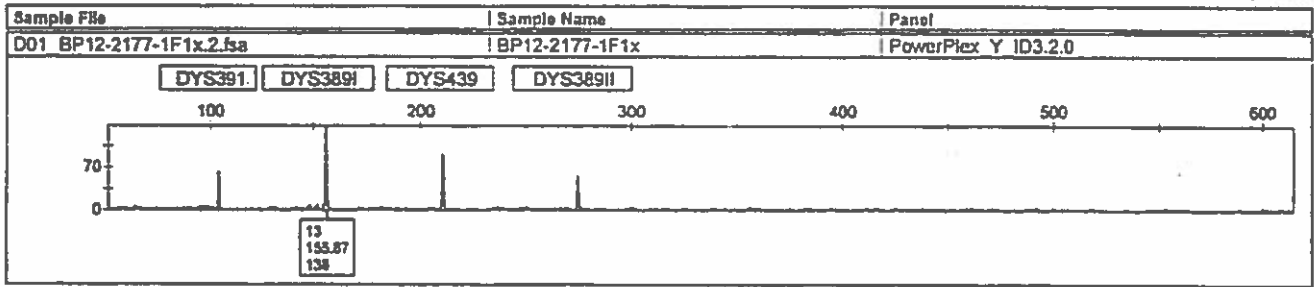 Sample File Sample Name Panel
D01_BP12-2177-1F1x.2.fsa BP12-2177-1F1x PowerPlex_Y_ID3.2.0
DYS391 DYS389I DYS439 DYS389II
100 200 300 400 500 600
70
0
13
155.87
138